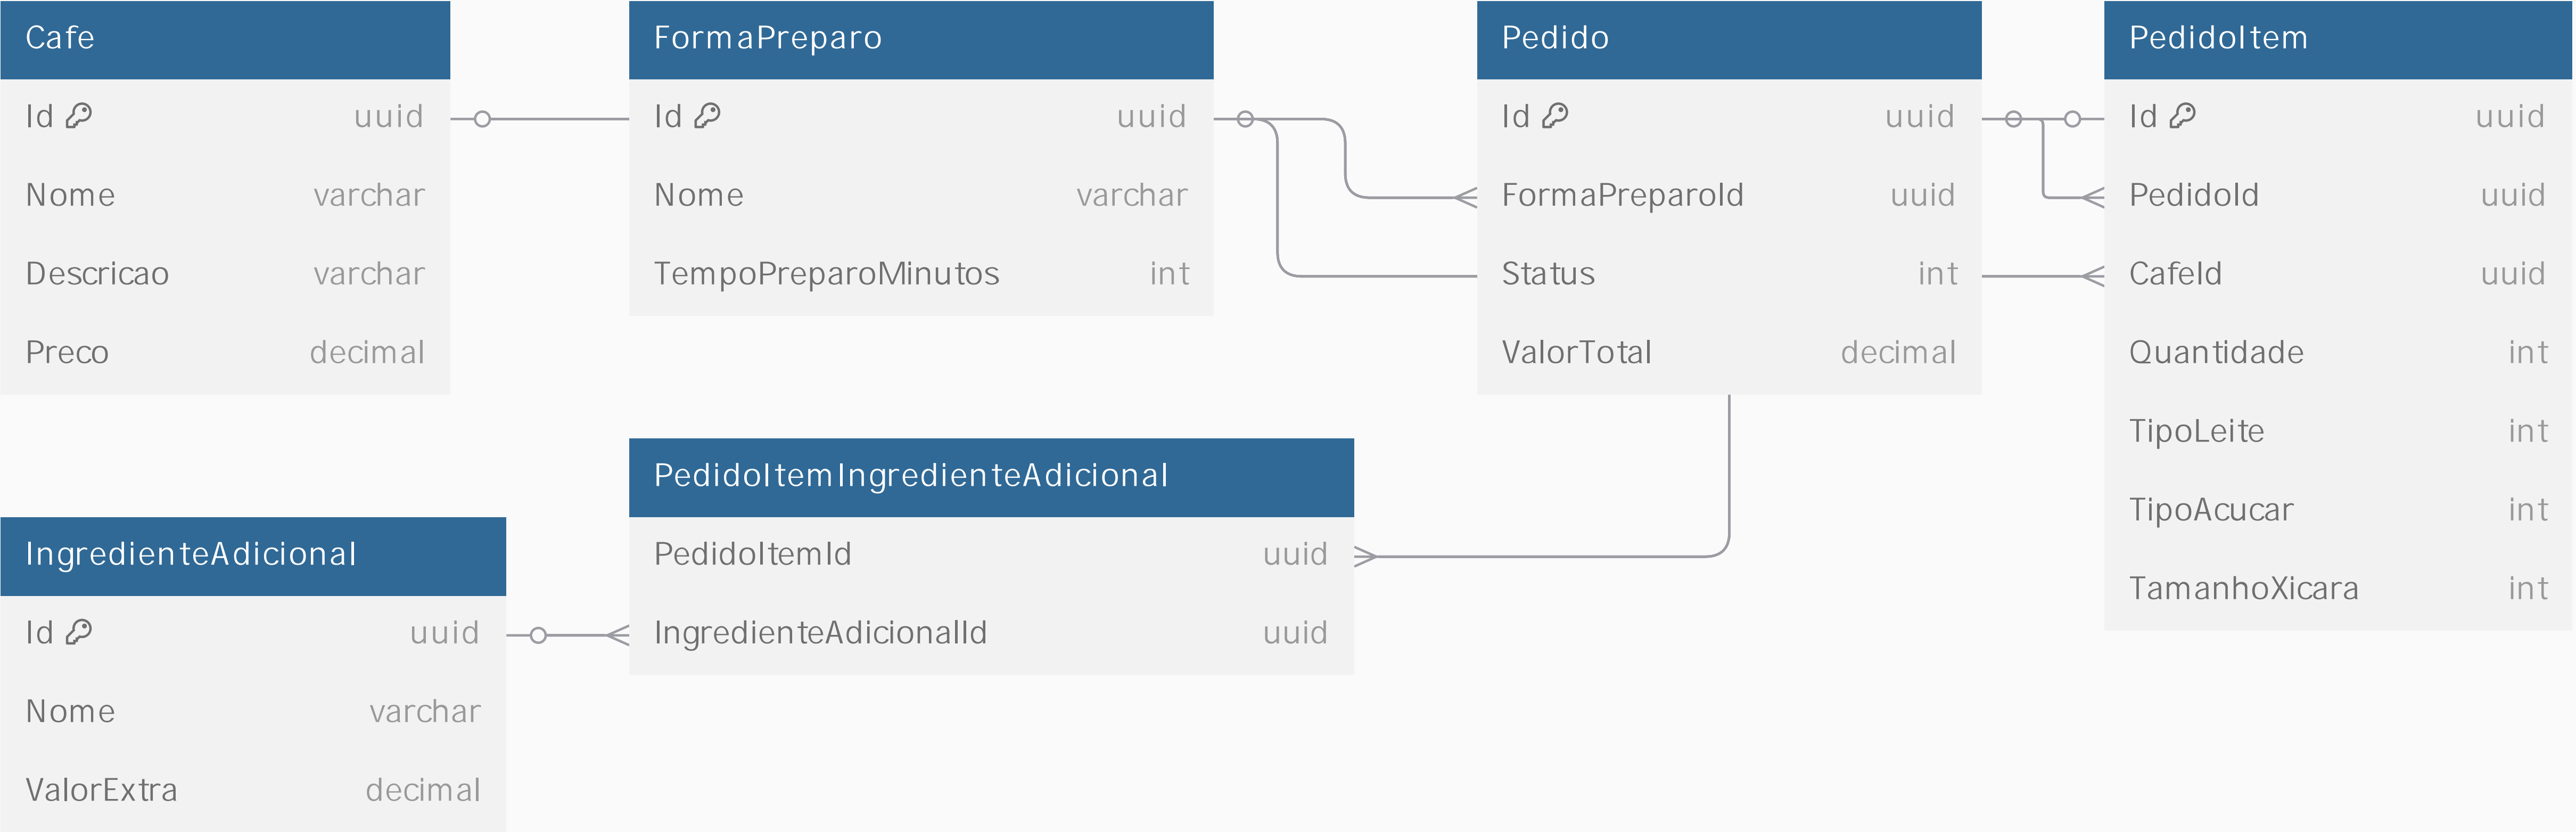 Cafe
Id uuid
Nome varchar
Descricao varchar
Preco decimal
FormaPreparo
Id uuid
Nome varchar
TempoPreparoMinutos int
Pedido
Id uuid
FormaPreparoId uuid
Status int
ValorTotal decimal
PedidoItem
Id uuid
PedidoId uuid
CafeId uuid
Quantidade int
TipoLeite int
TipoAcucar int
TamanhoXicara int
PedidoItemIngredienteAdicional
PedidoItemId uuid
IngredienteAdicionalId uuid
IngredienteAdicional
Id uuid
Nome varchar
ValorExtra decimal